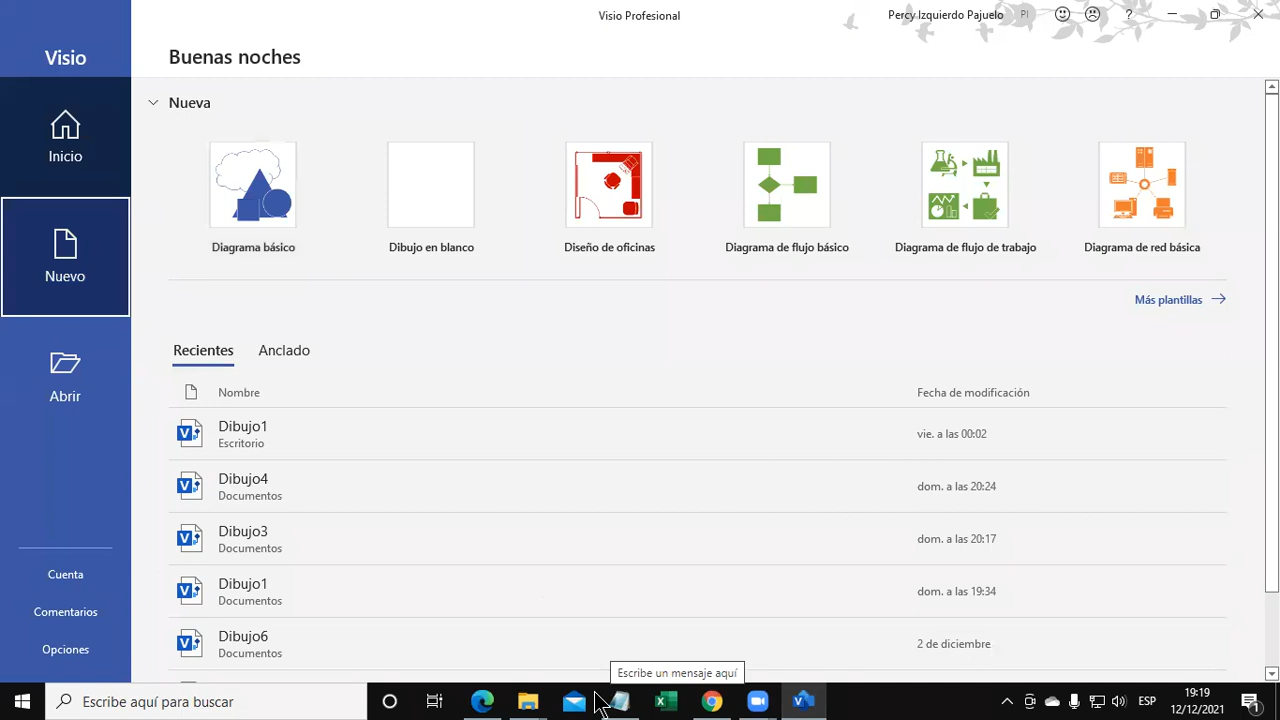 Visio Profesional
Percy Izquierdo Pajuelo PI
Visio
Buenas noches
Nueva
Inicio
Nuevo
Abrir
Diagrama básico
Dibujo en blanco
Diseño de oficinas
Diagrama de flujo básico
Diagrama de flujo de trabajo
Diagrama de red básica
Más plantillas
Recientes Anclado
Nombre Fecha de modificación
Dibujo1
Escritorio
vie. a las 00:02
Dibujo4
Documentos
dom. a las 20:24
Dibujo3
Documentos
dom. a las 20:17
Dibujo1
Documentos
dom. a las 19:34
Dibujo6
Documentos
2 de diciembre
Cuenta
Comentarios
Opciones
Escribe un mensaje aquí
Escribe aquí para buscar
ESP
19:19
12/12/2021
1